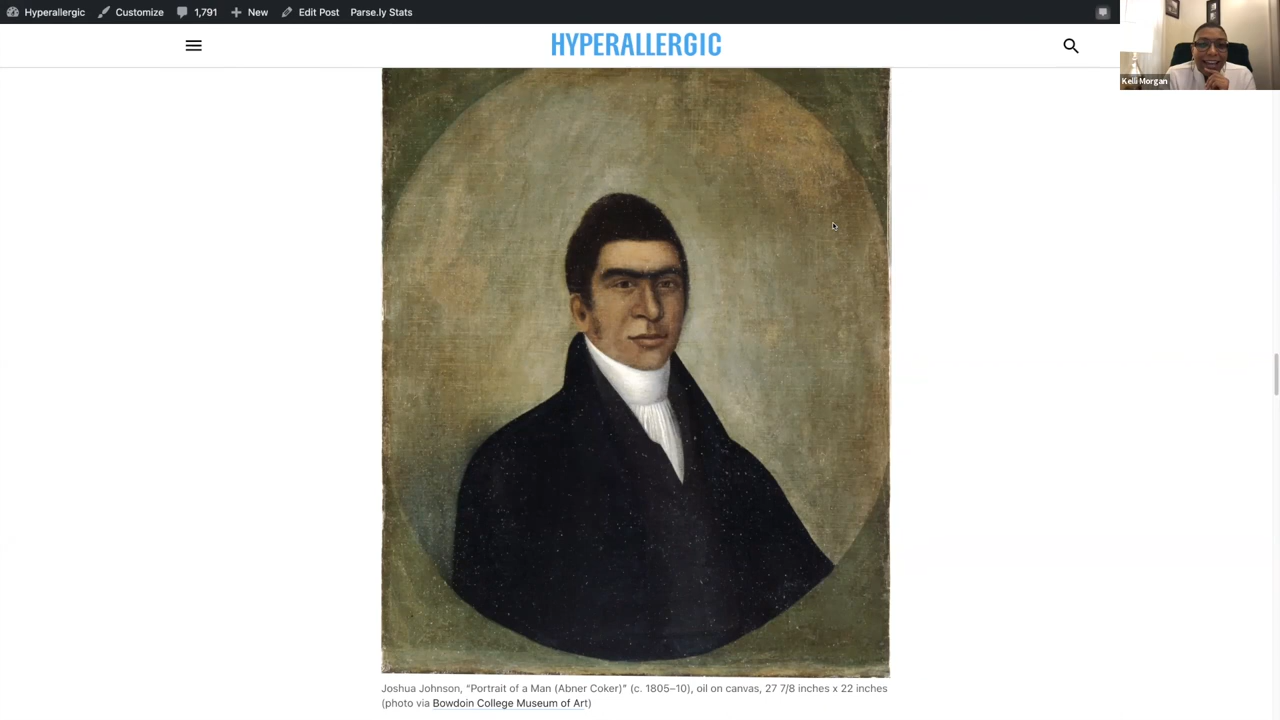 Hyperallergic Customize 1,791 New Edit Post Parse.ly Stats
HYPERALLERGIC
Kelli Morgan
Joshua Johnson, “Portrait of a Man (Abner Coker)” (c. 1805–10), oil on canvas, 27 7/8 inches x 22 inches
(photo via Bowdoin College Museum of Art)